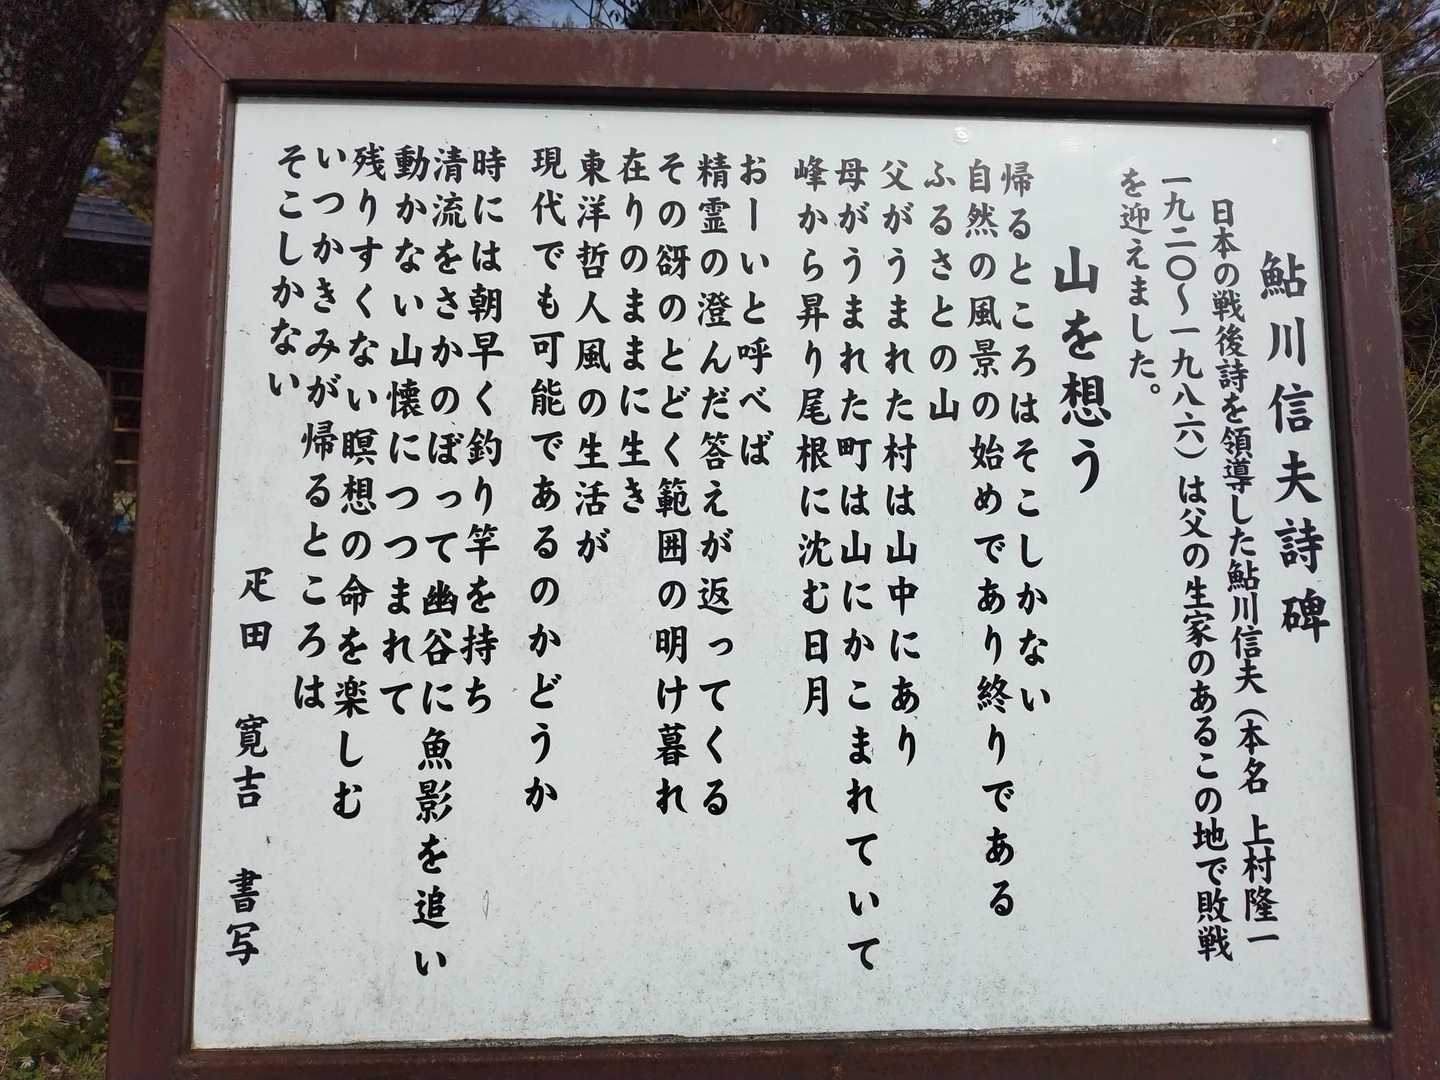 鮎川信夫詩碑
日本の戦後詩を領導した鮎川信夫（本名 上村隆一
一九二〇〜一九八六）は父の生家のあるこの地で敗戦
を迎えました。
山を想う
帰るところはそこしかない
自然の風景の始めであり終りである
ふるさとの山
父がうまれた村は山中にあり
母がうまれた町は山にかこまれていて
峰から昇り尾根に沈む日月
おーいと呼べば
精霊の澄んだ答えが返ってくる
その谺のとどく範囲の明け暮れ
在りのままに生き
東洋哲人風の生活が
現代でも可能であるのかどうか
時には朝早く釣り竿を持ち
清流をさかのぼって幽谷に魚影を追い
動かない山懐につつまれて
残りすくない瞑想の命を楽しむ
いつかきみが帰るところは
そこしかない
疋田 寛吉 書写